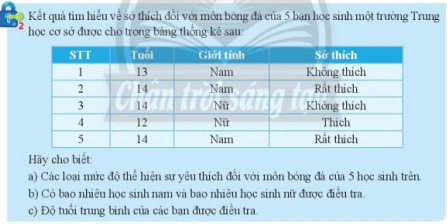 Kết quả tìm hiểu về sở thích đối với môn bóng đá của 5 bạn học sinh một trường Trung
2 học cơ sở được cho trong bảng thống kê sau:
STT Tuổi Giới tính Sở thích
1 13 Nam Không thích
2 14 Nam Rất thích
3 14 Nữ Không thích
4 12 Nữ Thích
5 14 Nam Rất thích
Chân trời sáng tạo
Hãy cho biết:
a) Các loại mức độ thể hiện sự yêu thích đối với môn bóng đá của 5 học sinh trên.
b) Có bao nhiêu học sinh nam và bao nhiêu học sinh nữ được điều tra.
c) Độ tuổi trung bình của các bạn được điều tra.